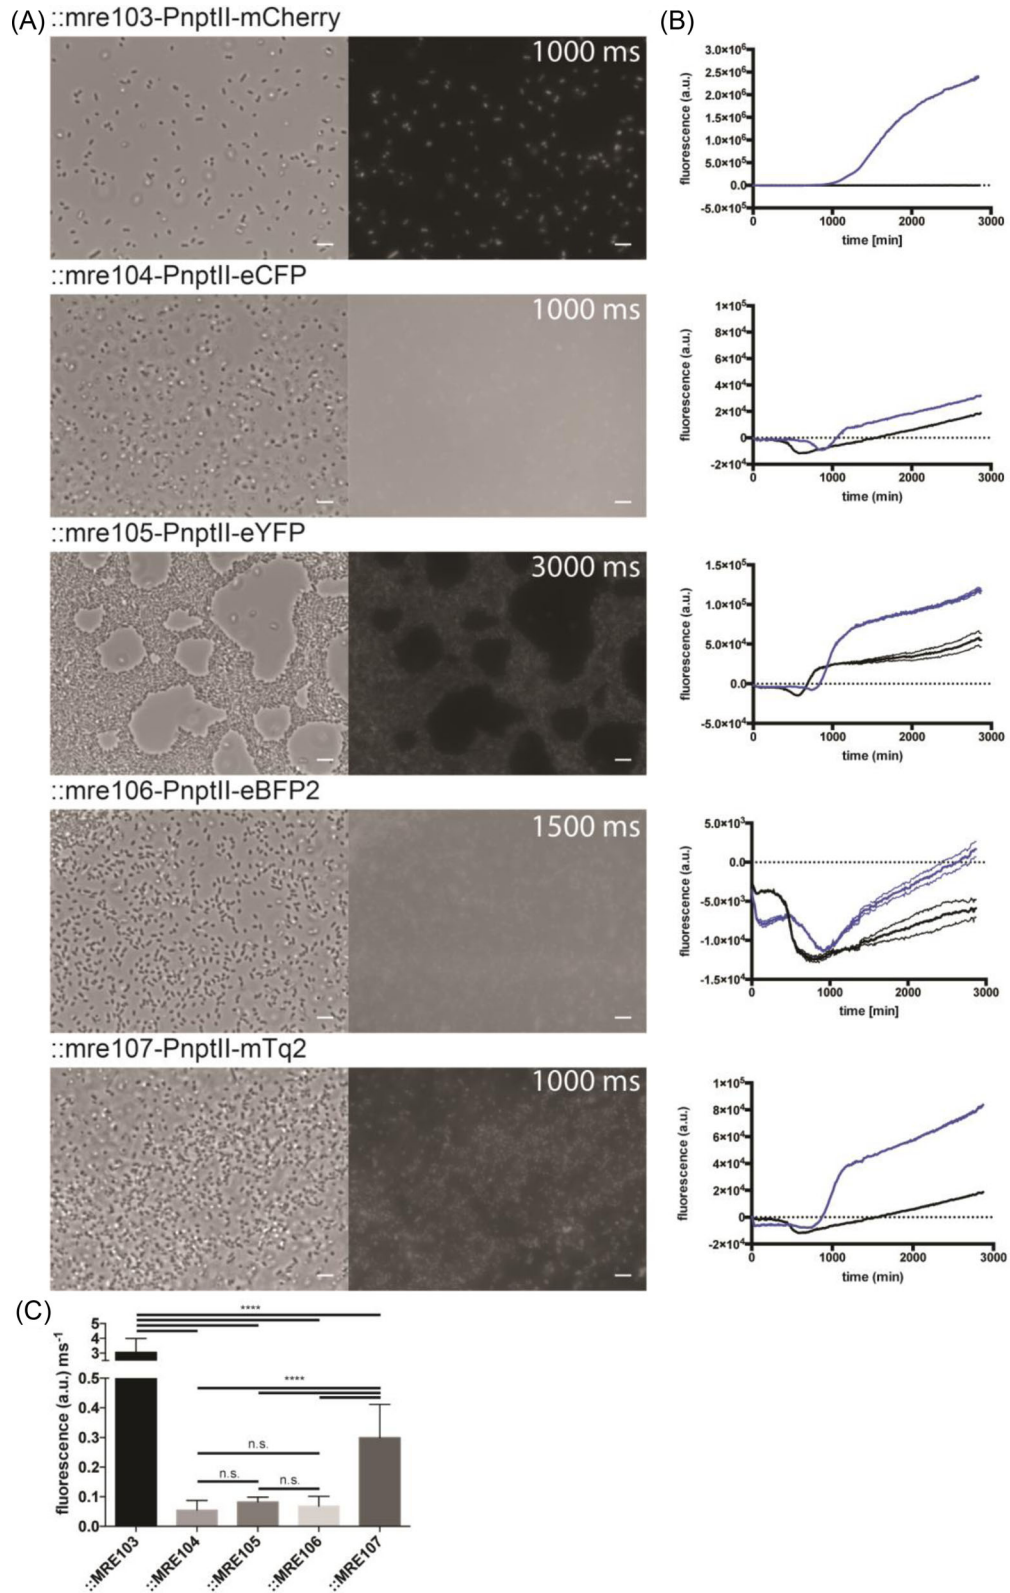 (A)
::mre103-PnptII-mCherry
1000 ms
::mre104-PnptII-eCFP
1000 ms
::mre105-PnptII-eYFP
3000 ms
::mre106-PnptII-eBFP2
1500 ms
::mre107-PnptII-mTq2
1000 ms
(B)
fluorescence (a.u.)
3.0×10⁶
2.5×10⁶
2.0×10⁶
1.5×10⁶
1.0×10⁶
5.0×10⁵
0.0
-5.0×10⁵
0 1000 2000 3000
time [min]
fluorescence (a.u.)
1×10⁵
8×10⁴
6×10⁴
4×10⁴
2×10⁴
0
-2×10⁴
0 1000 2000 3000
time (min)
fluorescence (a.u.)
1.5×10⁵
1.0×10⁵
5.0×10⁴
0.0
-5.0×10⁴
0 1000 2000 3000
time (min)
fluorescence (a.u.)
5.0×10³
0.0
-5.0×10³
-1.0×10⁴
-1.5×10⁴
0 1000 2000 3000
time [min]
fluorescence (a.u.)
1×10⁵
8×10⁴
6×10⁴
4×10⁴
2×10⁴
0
-2×10⁴
0 1000 2000 3000
time (min)
(C)
fluorescence (a.u.) ms⁻¹
5
4
3
0.5
0.4
0.3
0.2
0.1
0.0
****
****
n.s.
n.s. n.s.
::MRE103 ::MRE104 ::MRE105 ::MRE106 ::MRE107